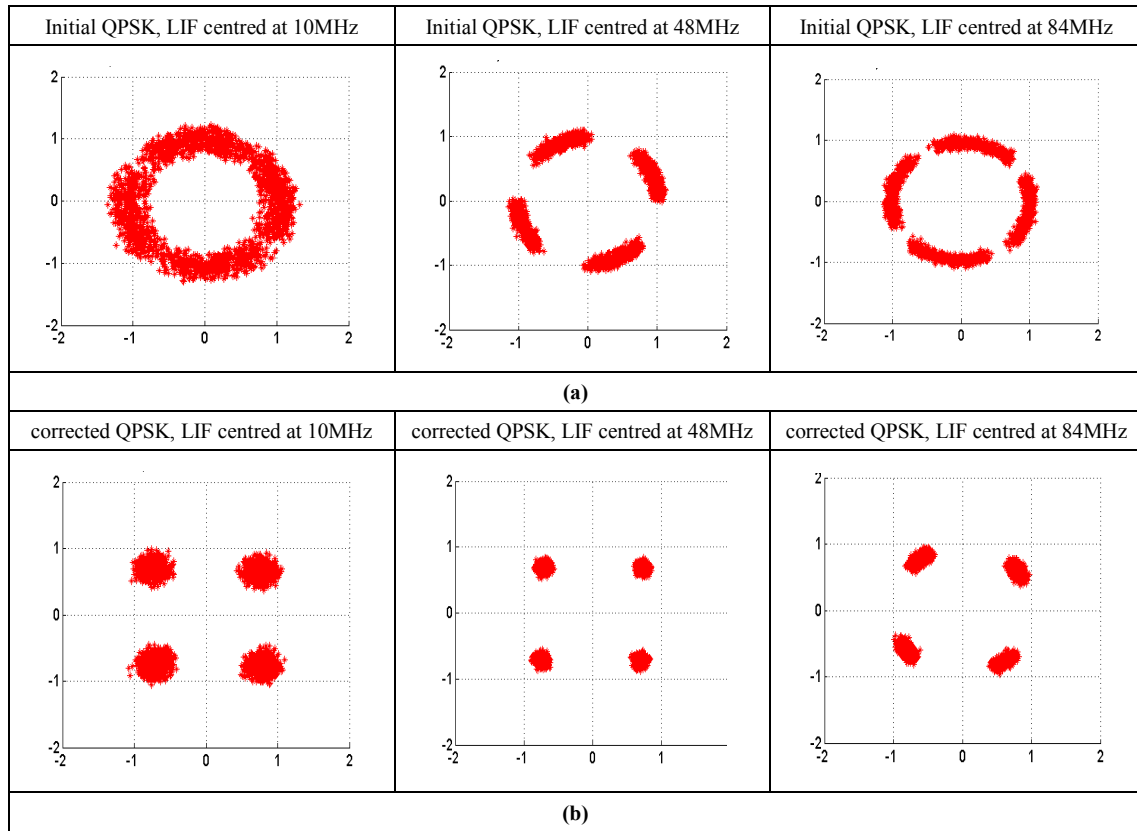 Initial QPSK, LIF centred at 10MHz
Initial QPSK, LIF centred at 48MHz
Initial QPSK, LIF centred at 84MHz
2
1
0
-1
-2
-2 -1 0 1 2
2
1
0
-1
-2
-2 -1 0 1 2
2
1
0
-1
-2
-2 -1 0 1 2
(a)
corrected QPSK, LIF centred at 10MHz
corrected QPSK, LIF centred at 48MHz
corrected QPSK, LIF centred at 84MHz
2
1
0
-1
-2
-2 -1 0 1 2
2
1
0
-1
-2
-2 -1 0 1
2
1
0
-1
-2
-2 -1 0 1 2
(b)